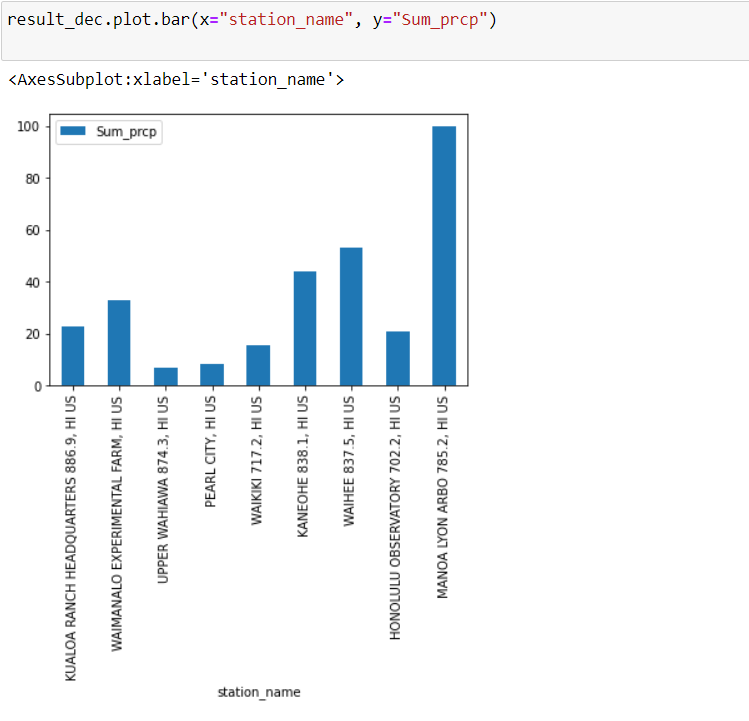 result_dec.plot.bar(x="station_name", y="Sum_prcp")
<AxesSubplot:xlabel='station_name'>
Sum_prcp
100
80
60
40
20
0
KUALOA RANCH HEADQUARTERS 886.9, HI US
WAIMANALO EXPERIMENTAL FARM, HI US
UPPER WAHIAWA 874.3, HI US
PEARL CITY, HI US
WAIKIKI 717.2, HI US
KANEOHE 838.1, HI US
WAIHEE 837.5, HI US
HONOLULU OBSERVATORY 702.2, HI US
MANOA LYON ARBO 785.2, HI US
station_name